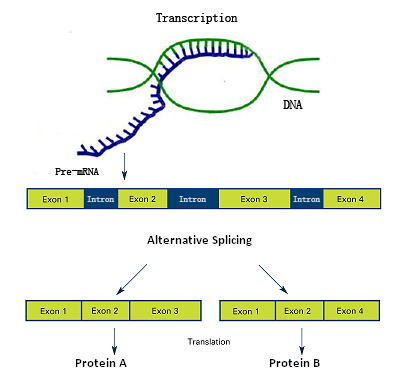 Transcription
DNA
Pre-mRNA
Exon 1 Intron Exon 2 Intron Exon 3 Intron Exon 4
Alternative Splicing
Exon 1 Exon 2 Exon 3 Exon 1 Exon 2 Exon 4
Translation
Protein A Protein B